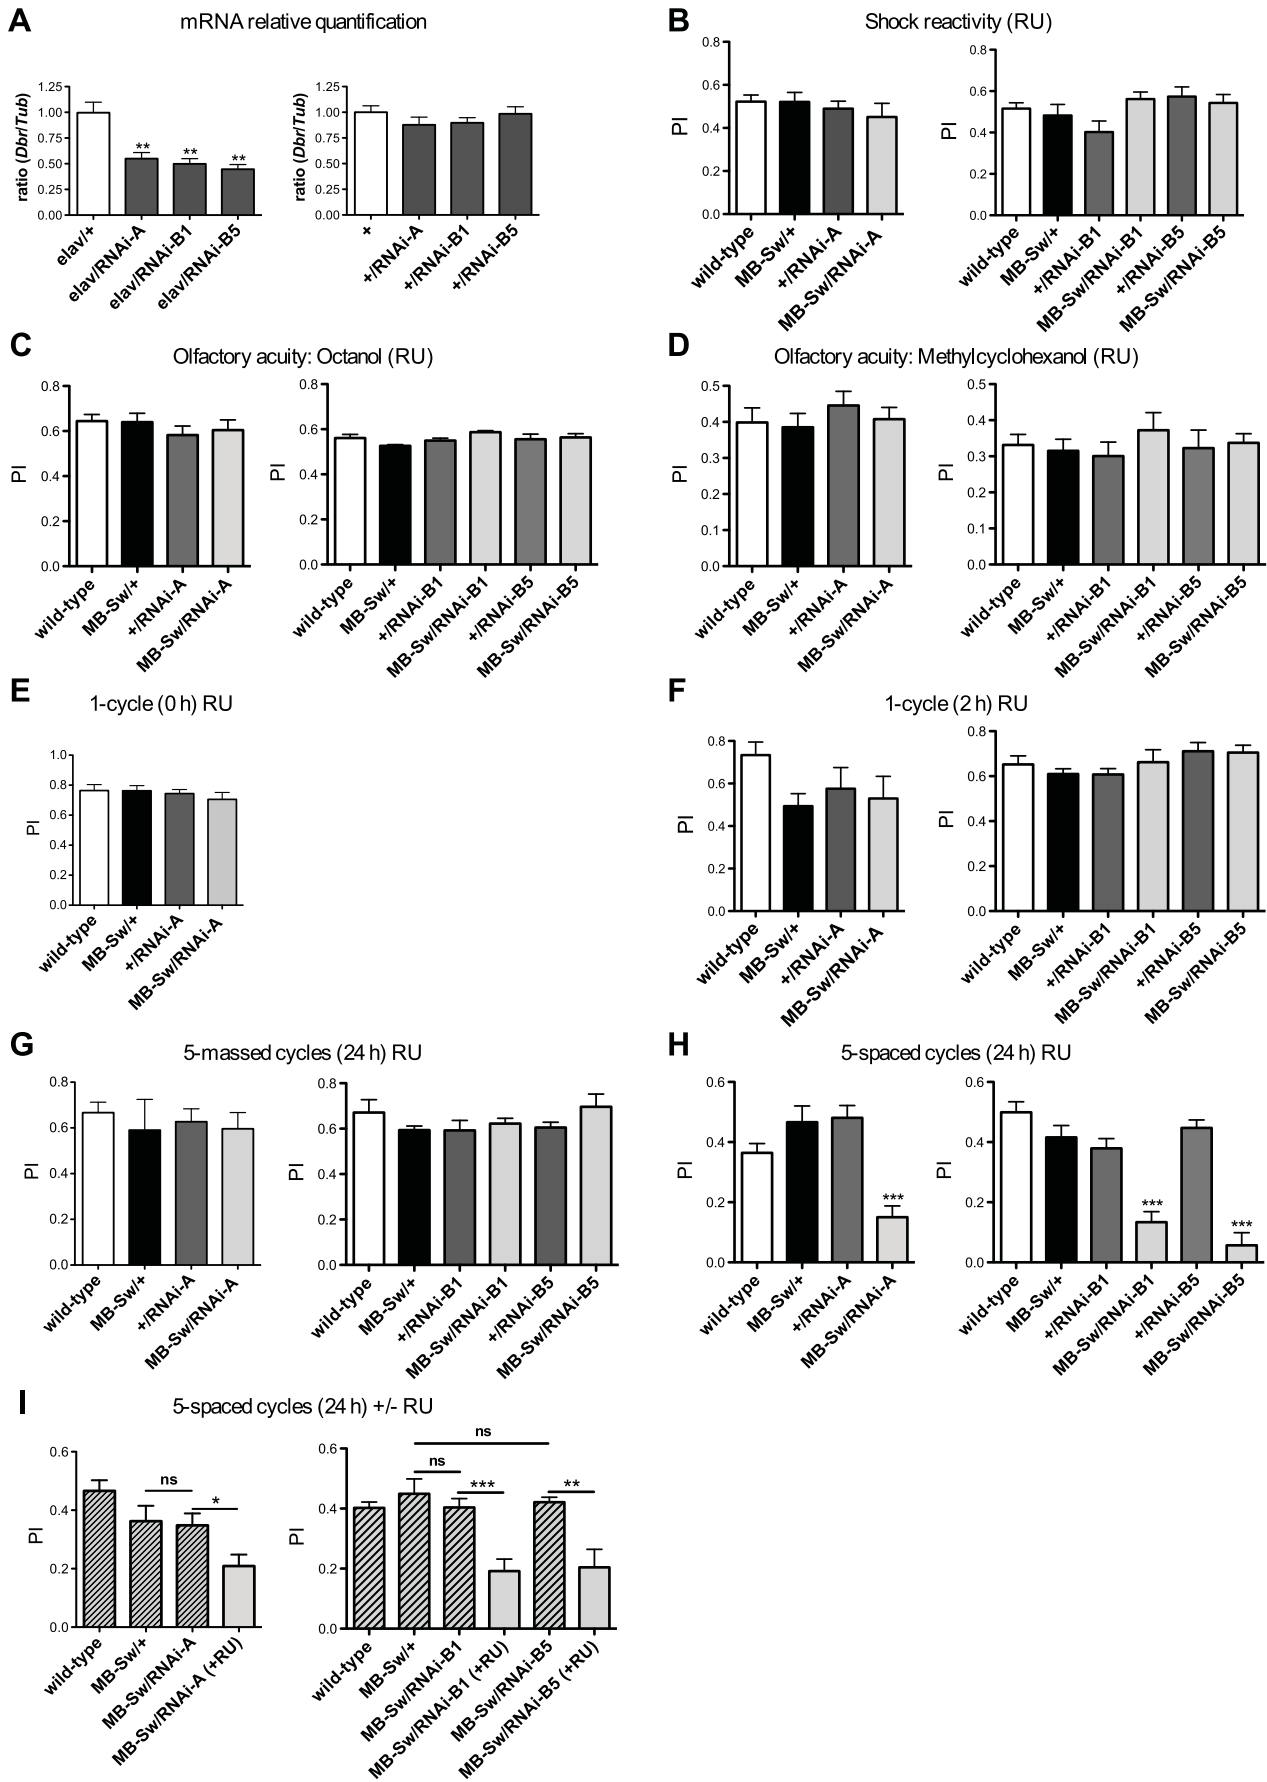 A
mRNA relative quantification
ratio (Dbr/Tub)
1.25
1.00
0.75
0.50
0.25
0.00
**
**
**
elav/+
elav/RNAi-A
elav/RNAi-B1
elav/RNAi-B5
ratio (Dbr/Tub)
1.25
1.00
0.75
0.50
0.25
0.00
+
+/RNAi-A
+/RNAi-B1
+/RNAi-B5
B
Shock reactivity (RU)
PI
0.8
0.6
0.4
0.2
0.0
wild-type
MB-Sw/+
+/RNAi-A
MB-Sw/RNAi-A
PI
0.8
0.6
0.4
0.2
0.0
wild-type
MB-Sw/+
+/RNAi-B1
MB-Sw/RNAi-B1
+/RNAi-B5
MB-Sw/RNAi-B5
C
Olfactory acuity: Octanol (RU)
PI
0.8
0.6
0.4
0.2
0.0
wild-type
MB-Sw/+
+/RNAi-A
MB-Sw/RNAi-A
PI
0.8
0.6
0.4
0.2
0.0
wild-type
MB-Sw/+
+/RNAi-B1
MB-Sw/RNAi-B1
+/RNAi-B5
MB-Sw/RNAi-B5
D
Olfactory acuity: Methylcyclohexanol (RU)
PI
0.5
0.4
0.3
0.2
0.1
0.0
wild-type
MB-Sw/+
+/RNAi-A
MB-Sw/RNAi-A
PI
0.5
0.4
0.3
0.2
0.1
0.0
wild-type
MB-Sw/+
+/RNAi-B1
MB-Sw/RNAi-B1
+/RNAi-B5
MB-Sw/RNAi-B5
E
1-cycle (0 h) RU
PI
1.0
0.8
0.6
0.4
0.2
0.0
wild-type
MB-Sw/+
+/RNAi-A
MB-Sw/RNAi-A
F
1-cycle (2 h) RU
PI
0.8
0.6
0.4
0.2
0.0
wild-type
MB-Sw/+
+/RNAi-A
MB-Sw/RNAi-A
PI
0.8
0.6
0.4
0.2
0.0
wild-type
MB-Sw/+
+/RNAi-B1
MB-Sw/RNAi-B1
+/RNAi-B5
MB-Sw/RNAi-B5
G
5-massed cycles (24 h) RU
PI
0.8
0.6
0.4
0.2
0.0
wild-type
MB-Sw/+
+/RNAi-A
MB-Sw/RNAi-A
PI
0.8
0.6
0.4
0.2
0.0
wild-type
MB-Sw/+
+/RNAi-B1
MB-Sw/RNAi-B1
+/RNAi-B5
MB-Sw/RNAi-B5
H
5-spaced cycles (24 h) RU
PI
0.6
0.4
0.2
0.0
***
wild-type
MB-Sw/+
+/RNAi-A
MB-Sw/RNAi-A
PI
0.6
0.4
0.2
0.0
***
***
wild-type
MB-Sw/+
+/RNAi-B1
MB-Sw/RNAi-B1
+/RNAi-B5
MB-Sw/RNAi-B5
I
5-spaced cycles (24 h) +/- RU
PI
0.6
0.4
0.2
0.0
ns
*
wild-type
MB-Sw/+
MB-Sw/RNAi-A
MB-Sw/RNAi-A (+RU)
PI
0.6
0.4
0.2
0.0
ns
ns
***
**
wild-type
MB-Sw/+
MB-Sw/RNAi-B1
MB-Sw/RNAi-B1 (+RU)
MB-Sw/RNAi-B5
MB-Sw/RNAi-B5 (+RU)